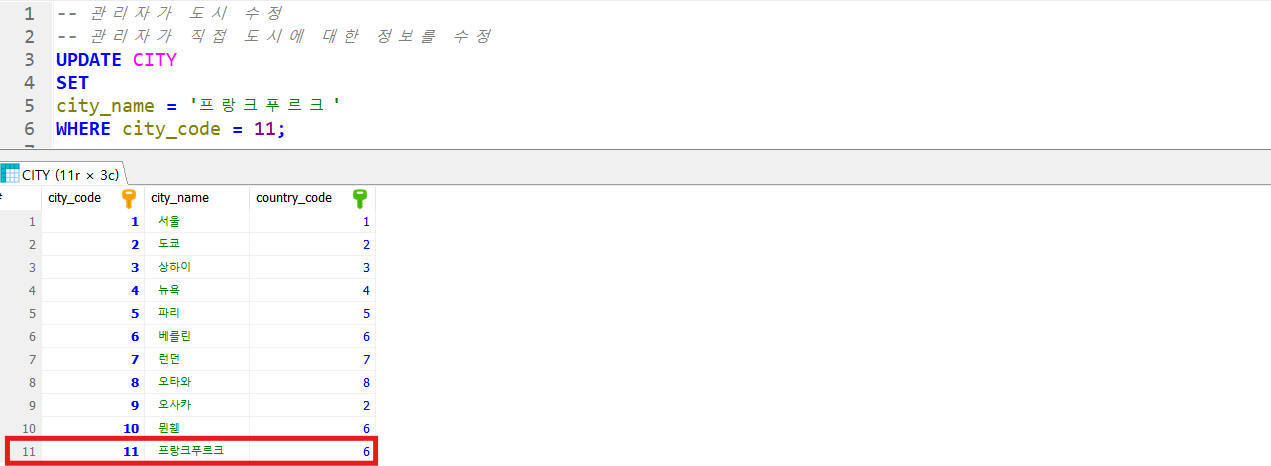 1 -- 관리자가 도시 수정
2 -- 관리자가 직접 도시에 대한 정보를 수정
3 UPDATE CITY
4 SET
5 city_name = '프랑크푸르크'
6 WHERE city_code = 11;
CITY (11r × 3c)
city_code city_name country_code
1 1 서울 1
2 2 도쿄 2
3 3 상하이 3
4 4 뉴욕 4
5 5 파리 5
6 6 베를린 6
7 7 런던 7
8 8 오타와 8
9 9 오사카 2
10 10 뮌헨 6
11 11 프랑크푸르크 6